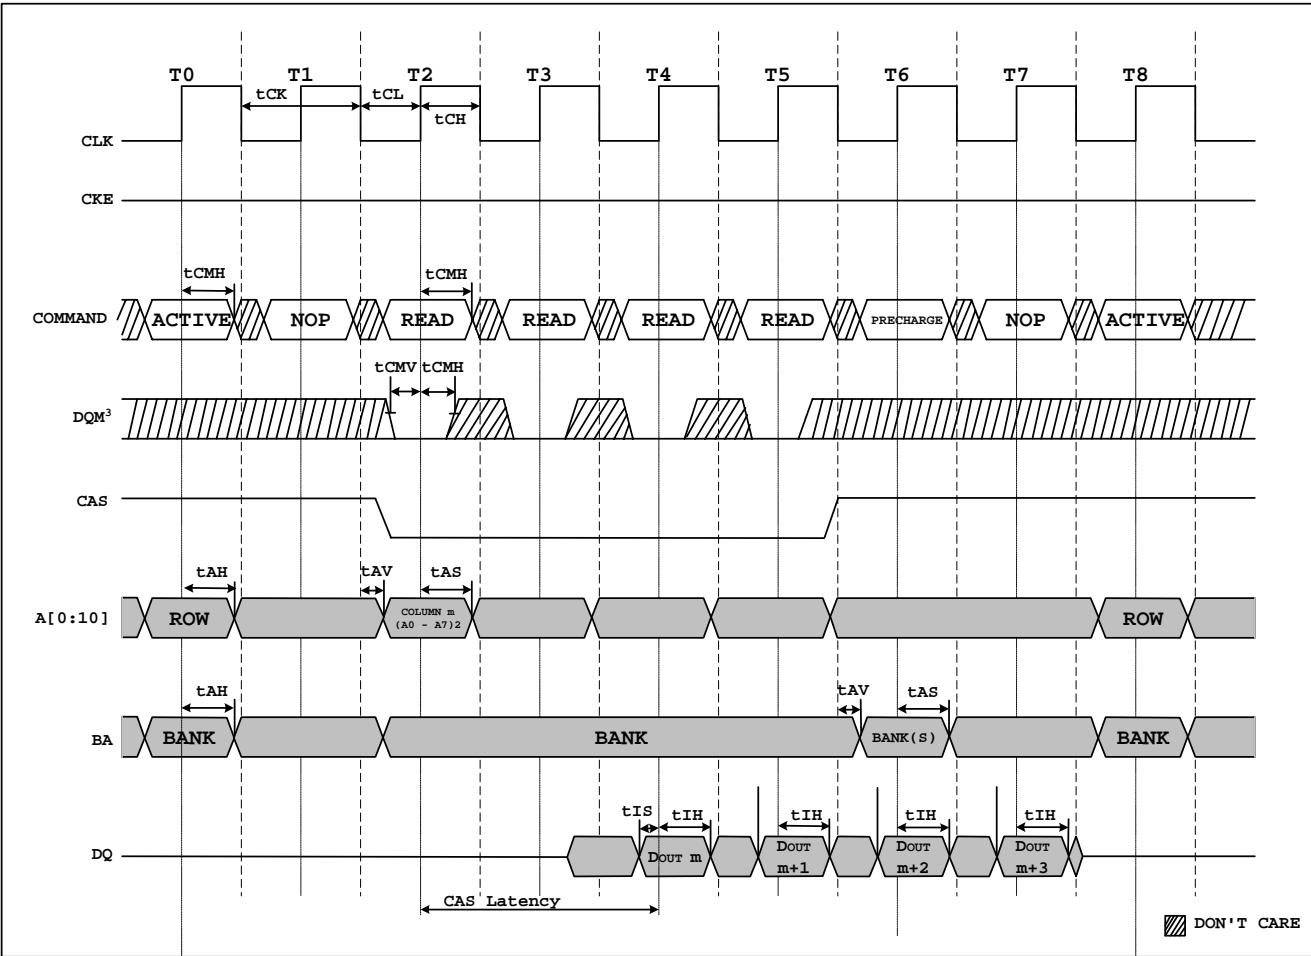 T0 T1 T2 T3 T4 T5 T6 T7 T8
tCK tCL
tCH
CLK
CKE
tCMH tCMH
COMMAND ACTIVE NOP READ READ READ READ PRECHARGE NOP ACTIVE
tCMV tCMH
DQM³
CAS
tAH tAV tAS
A[0:10] ROW COLUMN m ROW
(A0 - A7)2
tAH tAV tAS
BA BANK BANK BANK(S) BANK
tIS tIH tIH tIH tIH
DQ DOUT m DOUT DOUT DOUT
m+1 m+2 m+3
CAS Latency
DON'T CARE